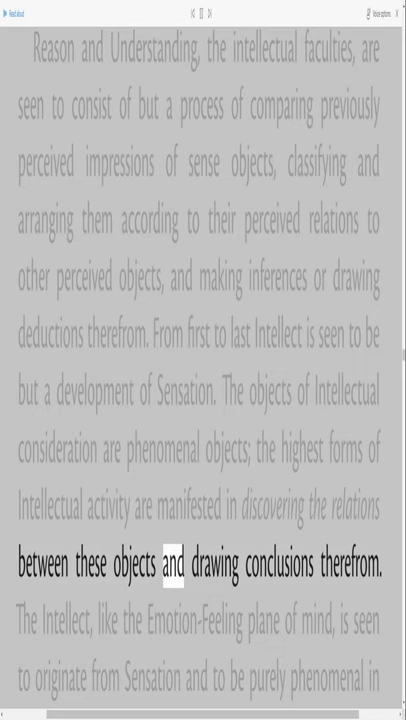 Read aloud
Voice options
Reason and Understanding, the intellectual faculties, are
seen to consist of but a process of comparing previously
perceived impressions of sense objects, classifying and
arranging them according to their perceived relations to
other perceived objects, and making inferences or drawing
deductions therefrom. From first to last Intellect is seen to be
but a development of Sensation. The objects of Intellectual
consideration are phenomenal objects; the highest forms of
Intellectual activity are manifested in discovering the relations
between these objects and drawing conclusions therefrom.
The Intellect, like the Emotion-Feeling plane of mind, is seen
to originate from Sensation and to be purely phenomenal in